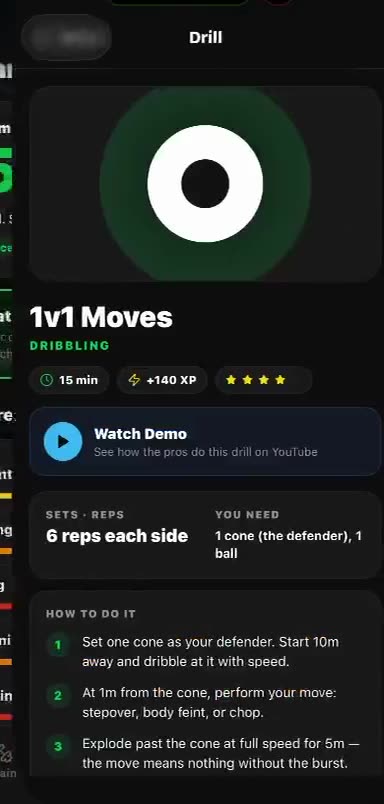 Drill
1v1 Moves
DRIBBLING
15 min
+140 XP
Watch Demo
See how the pros do this drill on YouTube
SETS · REPS
6 reps each side
YOU NEED
1 cone (the defender), 1
ball
HOW TO DO IT
1 Set one cone as your defender. Start 10m
away and dribble at it with speed.
2 At 1m from the cone, perform your move:
stepover, body feint, or chop.
3 Explode past the cone at full speed for 5m —
the move means nothing without the burst.